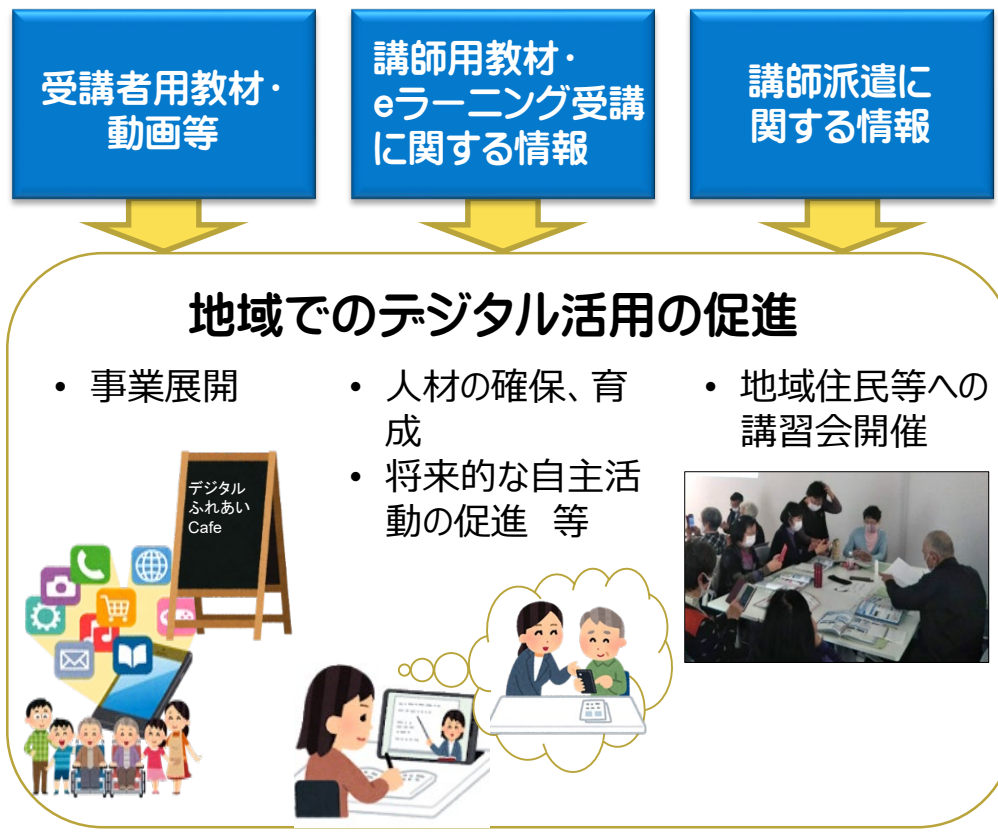 受講者用教材・
動画等
講師用教材・
eラーニング受講
に関する情報
講師派遣に
関する情報
地域でのデジタル活用の促進
• 事業展開
• 人材の確保、育
成
• 将来的な自主活
動の促進　等
• 地域住民等への
講習会開催
デジタル
ふれあい
Cafe